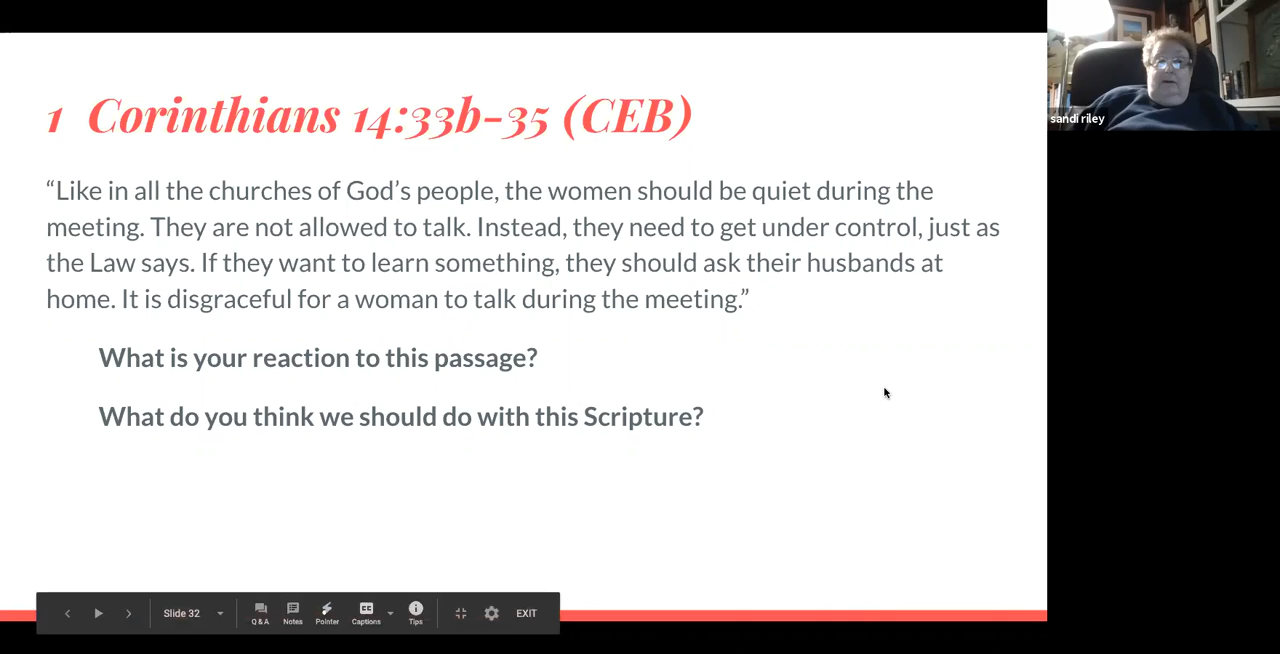 1 Corinthians 14:33b-35 (CEB)
“Like in all the churches of God’s people, the women should be quiet during the
meeting. They are not allowed to talk. Instead, they need to get under control, just as
the Law says. If they want to learn something, they should ask their husbands at
home. It is disgraceful for a woman to talk during the meeting.”
What is your reaction to this passage?
What do you think we should do with this Scripture?
sandi riley
Slide 32
Q & A
Notes
Pointer
CC
Captions
Tips
EXIT